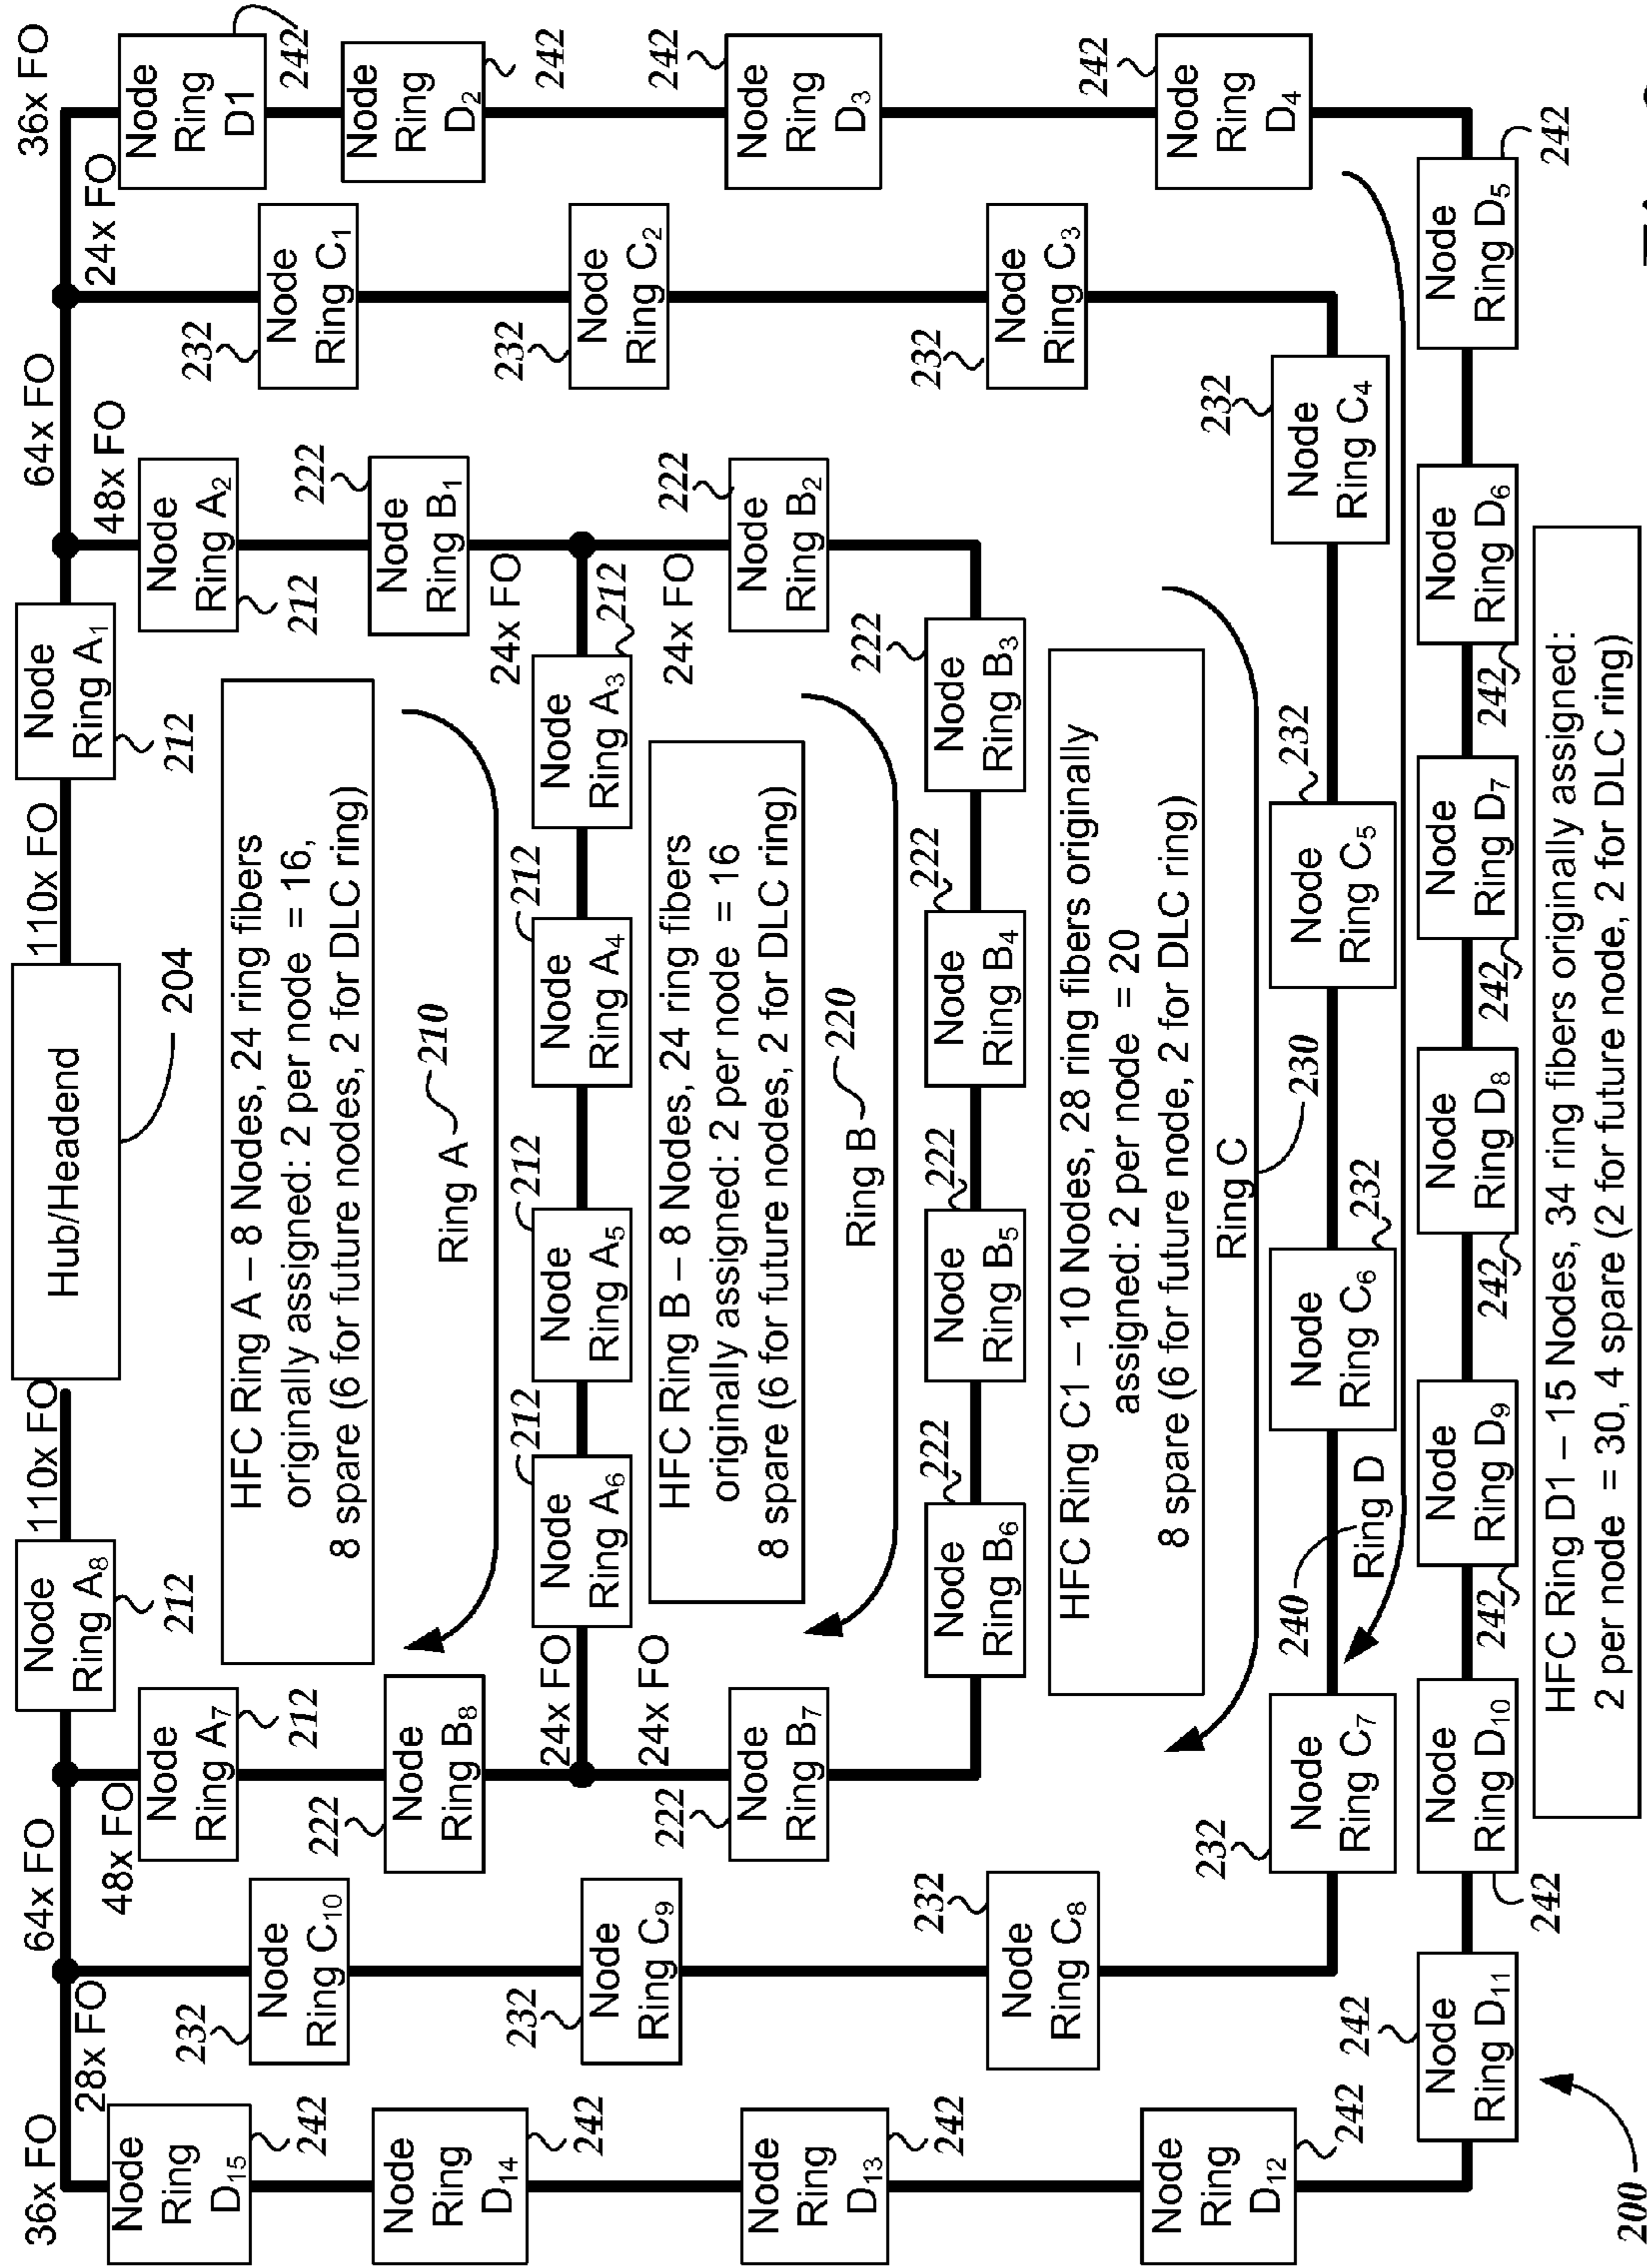 36x FO
64x FO
110x FO
Hub/Headend
204
110x FO
64x FO
36x FO
Node
Ring A₈
212
Node
Ring A₁
212
28x FO
48x FO
48x FO
24x FO
Node
Ring
D₁₅
242
Node
Ring C₁₀
232
Node
Ring A₇
212
HFC Ring A – 8 Nodes, 24 ring fibers
originally assigned: 2 per node = 16,
8 spare (6 for future nodes, 2 for DLC ring)
Node
Ring A₂
212
Node
Ring C₁
232
Node
Ring
D1
242
Node
Ring
D₁₄
242
Node
Ring B₈
222
Ring A
210
Node
Ring B₁
222
Node
Ring
D₂
242
24x FO
24x FO
Node
Ring C₉
232
Node
Ring A₆
212
Node
Ring A₅
212
Node
Ring A₄
212
Node
Ring A₃
212
Node
Ring C₂
232
24x FO
24x FO
Node
Ring
D₁₃
242
Node
Ring B₇
222
HFC Ring B – 8 Nodes, 24 ring fibers
originally assigned: 2 per node = 16
8 spare (6 for future nodes, 2 for DLC ring)
Node
Ring B₂
222
Node
Ring
D₃
242
Ring B
220
Node
Ring C₈
232
Node
Ring B₆
222
Node
Ring B₅
222
Node
Ring B₄
222
Node
Ring B₃
222
Node
Ring C₃
232
HFC Ring C1 – 10 Nodes, 28 ring fibers originally
assigned: 2 per node = 20
8 spare (6 for future node, 2 for DLC ring)
Node
Ring
D₁₂
242
Ring C
230
Node
Ring
D₄
242
Node
Ring C₇
232
Node
Ring C₆
232
Node
Ring C₅
232
Node
Ring C₄
232
240
Ring D
Node
Ring D₁₁
242
Node
Ring D₁₀
242
Node
Ring D₉
242
Node
Ring D₈
242
Node
Ring D₇
242
Node
Ring D₆
242
Node
Ring D₅
242
HFC Ring D1 – 15 Nodes, 34 ring fibers originally assigned:
2 per node = 30, 4 spare (2 for future node, 2 for DLC ring)
200